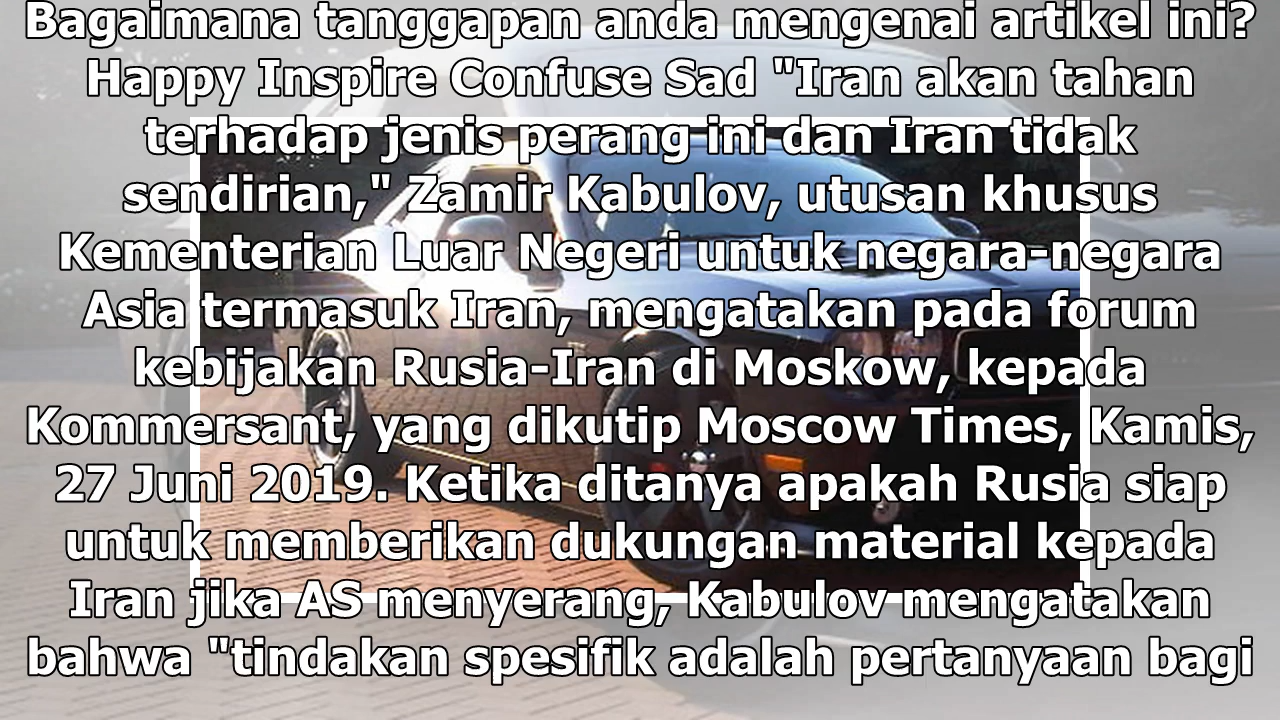 Bagaimana tanggapan anda mengenai artikel ini?
Happy Inspire Confuse Sad "Iran akan tahan
terhadap jenis perang ini dan Iran tidak
sendirian," Zamir Kabulov, utusan khusus
Kementerian Luar Negeri untuk negara-negara
Asia termasuk Iran, mengatakan pada forum
kebijakan Rusia-Iran di Moskow, kepada
Kommersant, yang dikutip Moscow Times, Kamis,
27 Juni 2019. Ketika ditanya apakah Rusia siap
untuk memberikan dukungan material kepada
Iran jika AS menyerang, Kabulov mengatakan
bahwa "tindakan spesifik adalah pertanyaan bagi